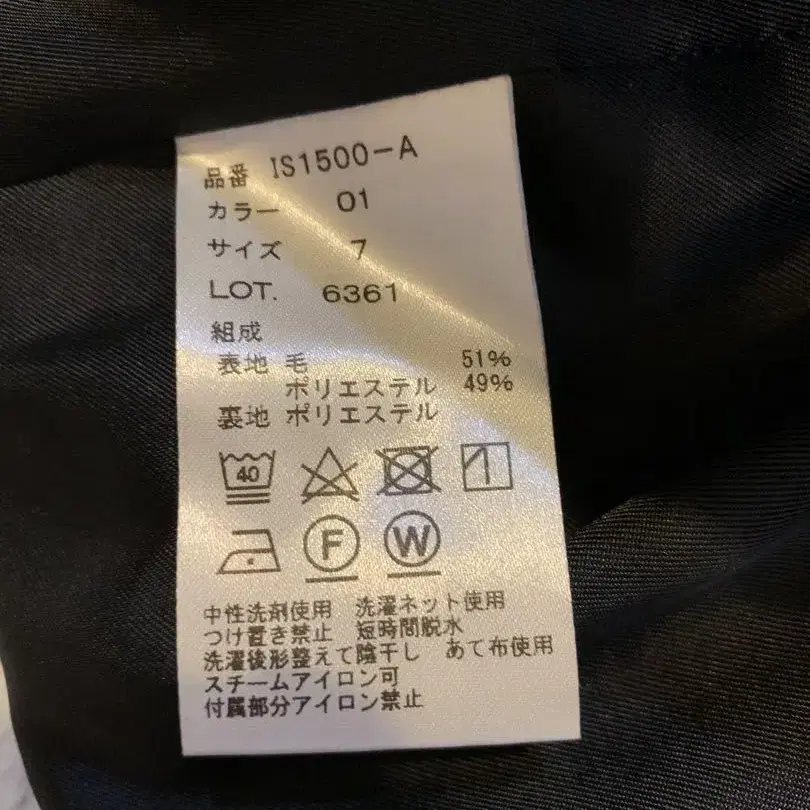 品番 IS1500-A
カラー 01
サイズ 7
LOT. 6361
組成
表地 毛 51%
ポリエステル 49%
裏地 ポリエステル
40
F W
中性洗剤使用 洗濯ネット使用
つけ置き禁止 短時間脱水
洗濯後形整えて陰干し あて布使用
スチームアイロン可
付属部分アイロン禁止